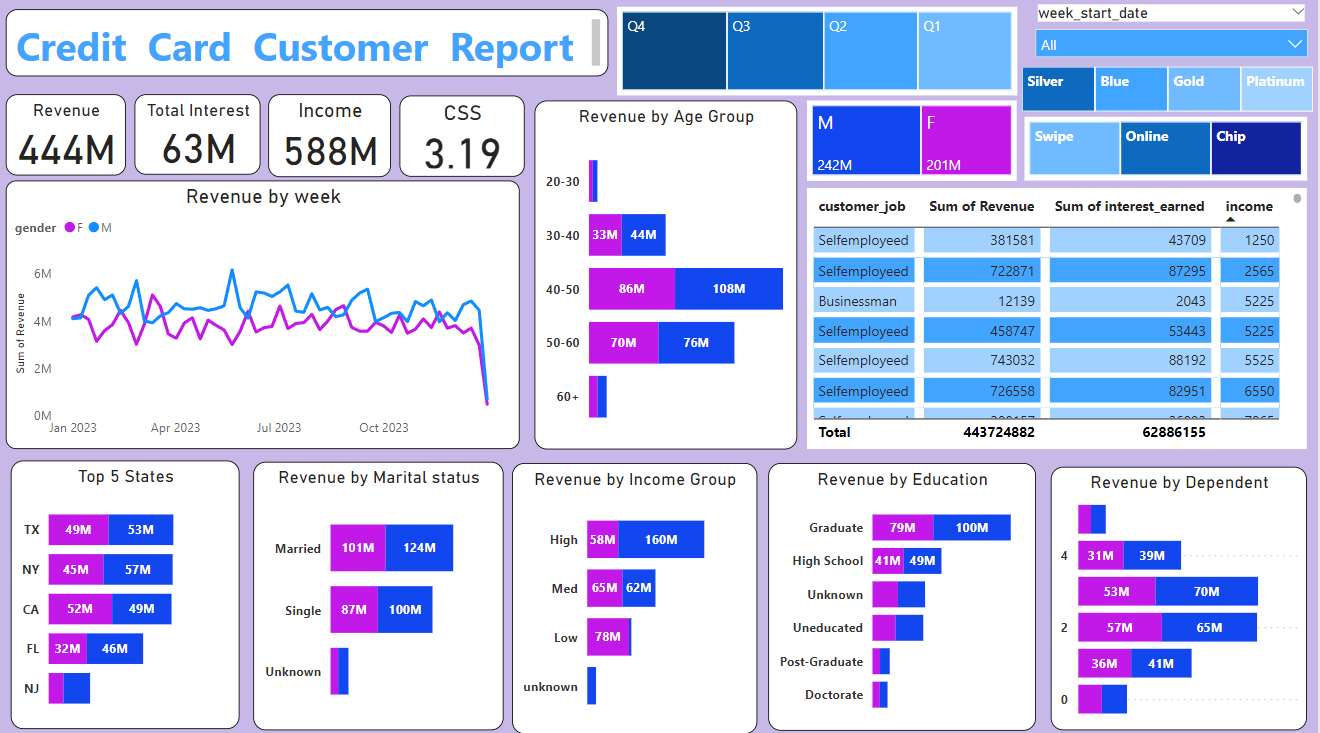 Credit Card Customer Report
Q4
Q3
Q2
Q1
week_start_date
All
Silver
Blue
Gold
Platinum
Revenue
444M
Total Interest
63M
Income
588M
CSS
3.19
M
242M
F
201M
Swipe
Online
Chip
Revenue by week
gender F M
Sum of Revenue
6M
4M
2M
0M
Jan 2023
Apr 2023
Jul 2023
Oct 2023
Revenue by Age Group
20-30
30-40 33M 44M
40-50 86M 108M
50-60 70M 76M
60+
customer_job Sum of Revenue Sum of interest_earned income
Selfemployeed 381581 43709 1250
Selfemployeed 722871 87295 2565
Businessman 12139 2043 5225
Selfemployeed 458747 53443 5225
Selfemployeed 743032 88192 5525
Selfemployeed 726558 82951 6550
Total 443724882 62886155
Top 5 States
TX 49M 53M
NY 45M 57M
CA 52M 49M
FL 32M 46M
NJ
Revenue by Marital status
Married 101M 124M
Single 87M 100M
Unknown
Revenue by Income Group
High 58M 160M
Med 65M 62M
Low 78M
unknown
Revenue by Education
Graduate 79M 100M
High School 41M 49M
Unknown
Uneducated
Post-Graduate
Doctorate
Revenue by Dependent
4 31M 39M
53M 70M
2 57M 65M
36M 41M
0